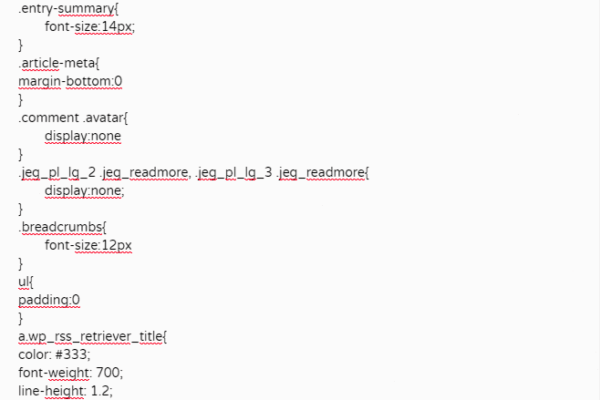 .entry-summary{
font-size:14px;
}
.article-meta{
margin-bottom:0
}
.comment .avatar{
display:none
}
.jeg_pl_lg_2 .jeg_readmore, .jeg_pl_lg_3 .jeg_readmore{
display:none;
}
.breadcrumbs{
font-size:12px
}
ul{
padding:0
}
a.wp_rss_retriever_title{
color: #333;
font-weight: 700;
line-height: 1.2;